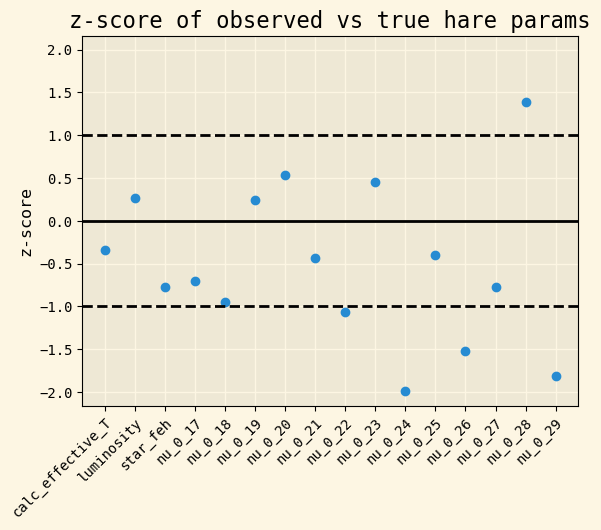 z-score of observed vs true hare params
z-score
2.0
1.5
1.0
0.5
0.0
−0.5
−1.0
−1.5
−2.0
calc_effective_T
luminosity
star_feh
nu_0_17
nu_0_18
nu_0_19
nu_0_20
nu_0_21
nu_0_22
nu_0_23
nu_0_24
nu_0_25
nu_0_26
nu_0_27
nu_0_28
nu_0_29